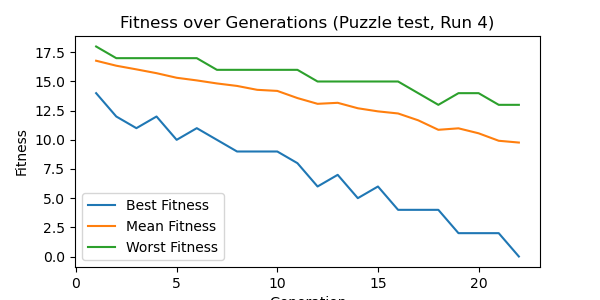 Fitness over Generations (Puzzle test, Run 4)
Fitness
17.5
15.0
12.5
10.0
7.5
5.0
2.5
0.0
Best Fitness
Mean Fitness
Worst Fitness
0 5 10 15 20
Generation